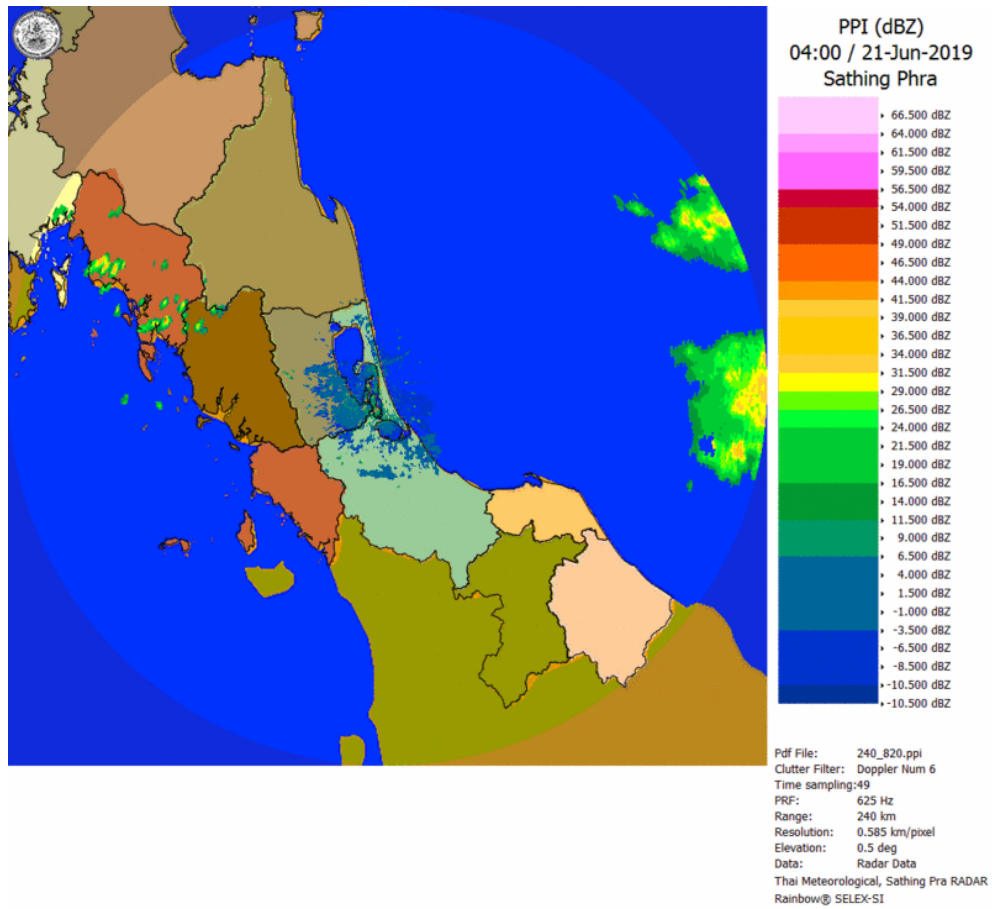 PPI (dBZ)
04:00 / 21-Jun-2019
Sathing Phra
66.500 dBZ
64.000 dBZ
61.500 dBZ
59.500 dBZ
56.500 dBZ
54.000 dBZ
51.500 dBZ
49.000 dBZ
46.500 dBZ
44.000 dBZ
41.500 dBZ
39.000 dBZ
36.500 dBZ
34.000 dBZ
31.500 dBZ
29.000 dBZ
26.500 dBZ
24.000 dBZ
21.500 dBZ
19.000 dBZ
16.500 dBZ
14.000 dBZ
11.500 dBZ
9.000 dBZ
6.500 dBZ
4.000 dBZ
1.500 dBZ
-1.000 dBZ
-3.500 dBZ
-6.500 dBZ
-8.500 dBZ
-10.500 dBZ
-10.500 dBZ
Pdf File: 240_820.ppi
Clutter Filter: Doppler Num 6
Time sampling:49
PRF: 625 Hz
Range: 240 km
Resolution: 0.585 km/pixel
Elevation: 0.5 deg
Data: Radar Data
Thai Meteorological, Sathing Pra RADAR
Rainbow® SELEX-SI